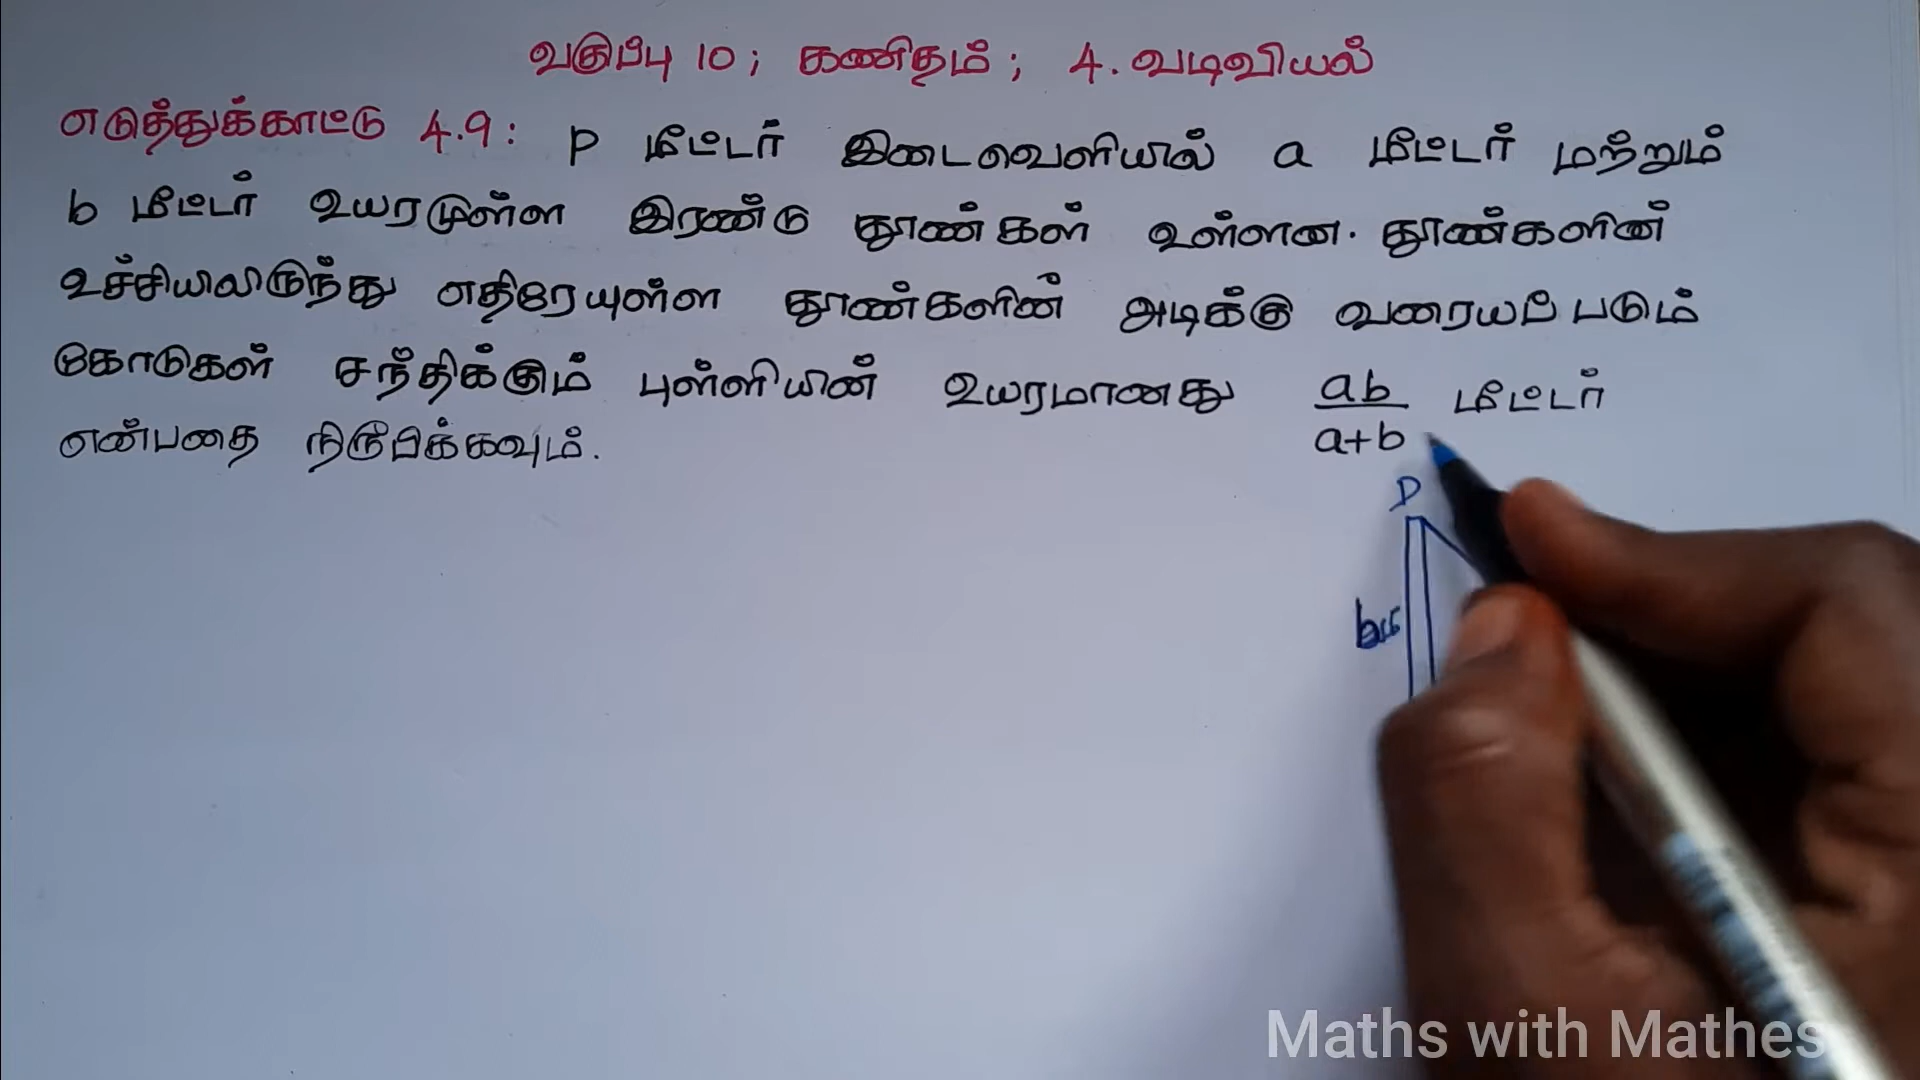 வகுப்பு 10 ; கணிதம் ; 4. வடிவியல்
எடுத்துக்காட்டு 4.9 : p மீட்டர் இடைவெளியில் a மீட்டர் மற்றும்
b மீட்டர் உயரமுள்ள இரண்டு தூண்கள் உள்ளன. தூண்களின்
உச்சியிலிருந்து எதிரேயுள்ள தூண்களின் அடிக்கு வரையப்படும்
கோடுகள் சந்திக்கும் புள்ளியின் உயரமானது ab/a+b மீட்டர்
என்பதை நிரூபிக்கவும்.
D
bமீ
Maths with Mathes